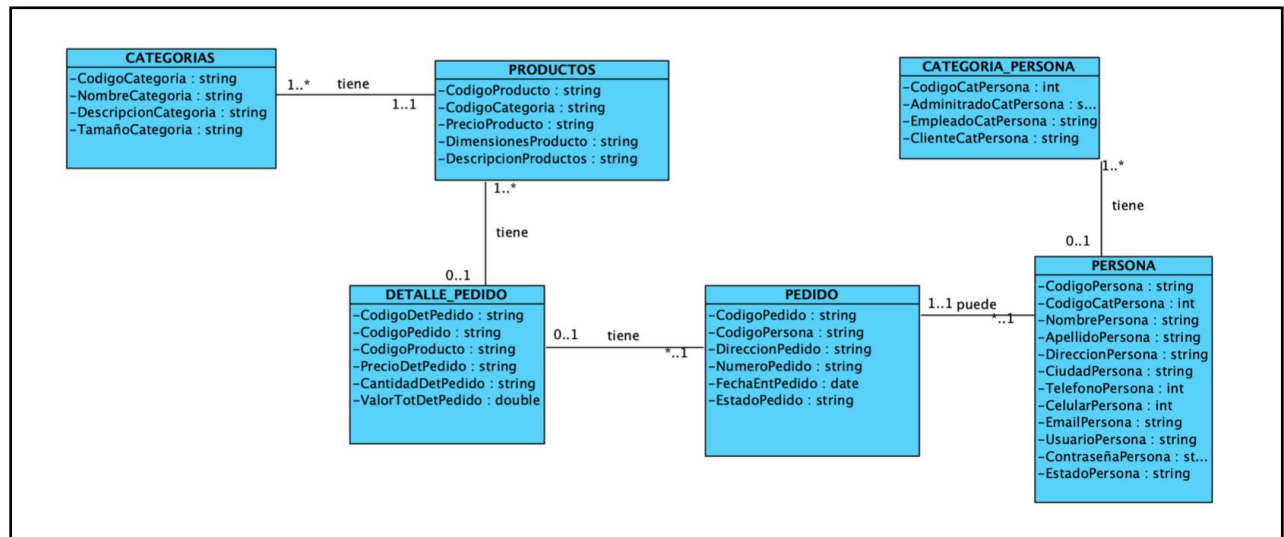 CATEGORIAS
-CodigoCategoria : string
-NombreCategoria : string
-DescripcionCategoria : string
-TamañoCategoria : string
1..*
tiene
1..1
PRODUCTOS
-CodigoProducto : string
-CodigoCategoria : string
-PrecioProducto : string
-DimensionesProducto : string
-DescripcionProductos : string
1..*
tiene
0..1
CATEGORIA_PERSONA
-CodigoCatPersona : int
-AdminitradoCatPersona : s...
-EmpleadoCatPersona : string
-ClienteCatPersona : string
1..*
tiene
0..1
DETALLE_PEDIDO
-CodigoDetPedido : string
-CodigoPedido : string
-CodigoProducto : string
-PrecioDetPedido : string
-CantidadDetPedido : string
-ValorTotDetPedido : double
0..1
tiene
*..1
PEDIDO
-CodigoPedido : string
-CodigoPersona : string
-DireccionPedido : string
-NumeroPedido : string
-FechaEntPedido : date
-EstadoPedido : string
1..1 puede
*..1
PERSONA
-CodigoPersona : string
-CodigoCatPersona : int
-NombrePersona : string
-ApellidoPersona : string
-DireccionPersona : string
-CiudadPersona : string
-TelefonoPersona : int
-CelularPersona : int
-EmailPersona : string
-UsuarioPersona : string
-ContraseñaPersona : st...
-EstadoPersona : string